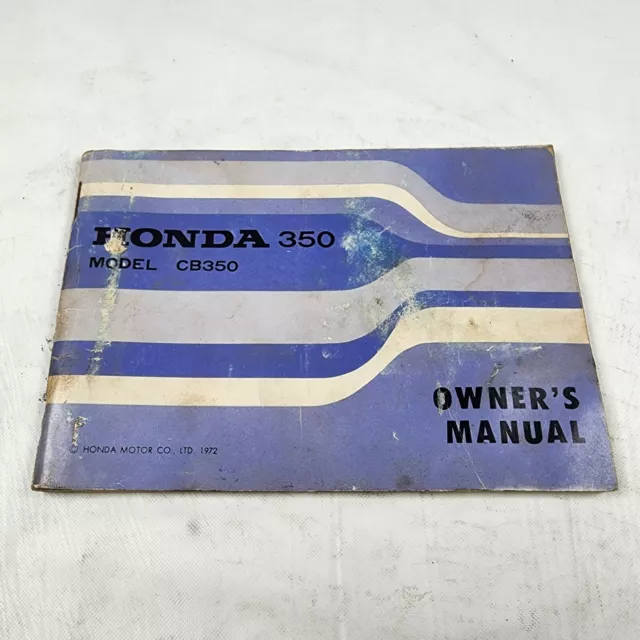 HONDA 350
MODEL CB350
OWNER'S
MANUAL
© HONDA MOTOR CO., LTD. 1972